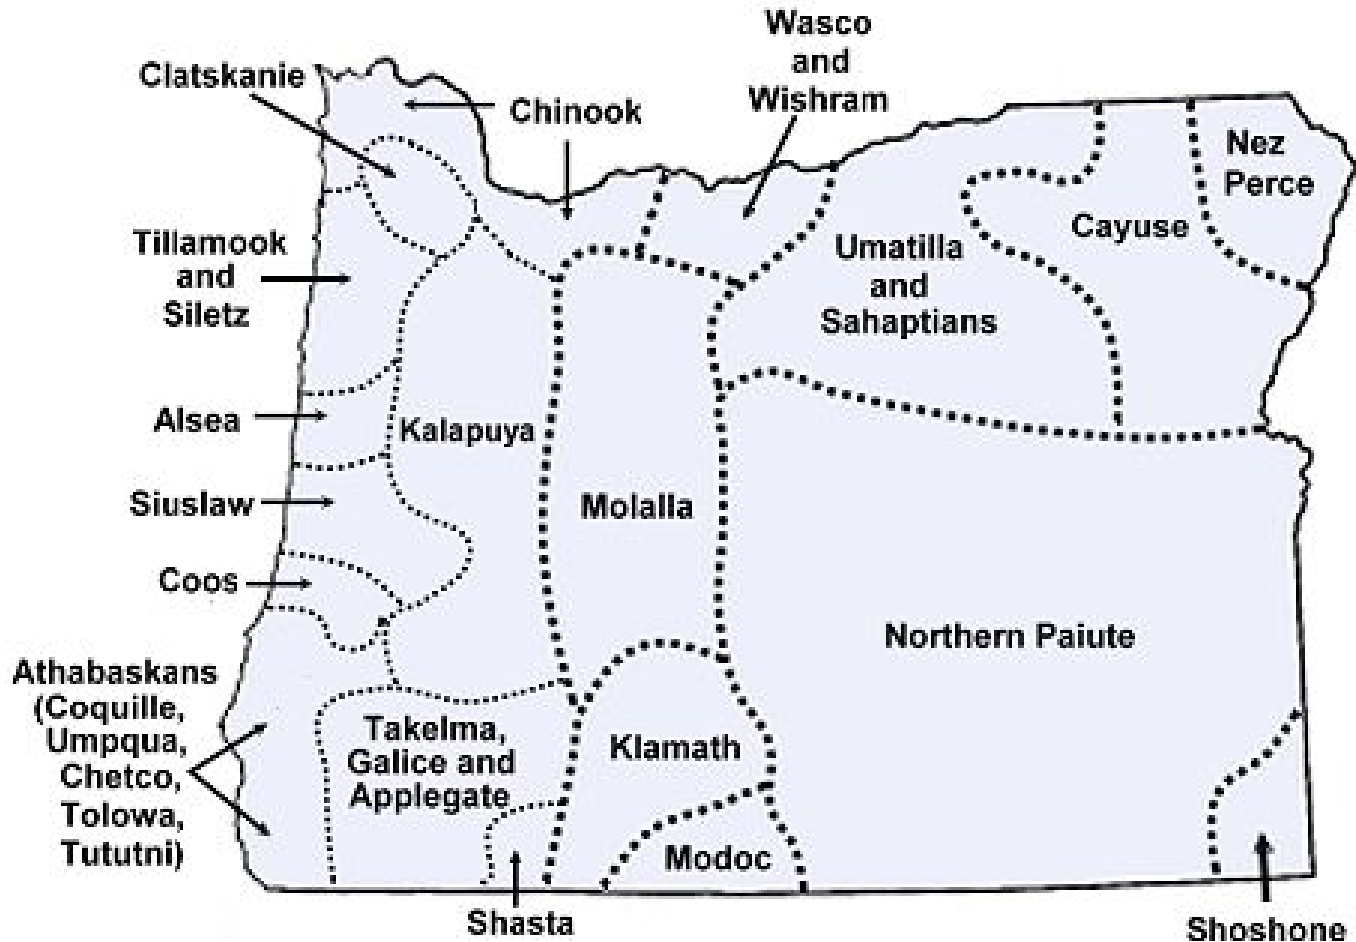 Wasco
and
Wishram
Clatskanie
Chinook
Nez
Perce
Cayuse
Tillamook
and
Siletz
Umatilla
and
Sahaptians
Alsea
Kalapuya
Siuslaw
Molalla
Coos
Northern Paiute
Athabaskans
(Coquille,
Umpqua,
Chetco,
Tolowa,
Tututni)
Takelma,
Galice and
Applegate
Klamath
Modoc
Shasta
Shoshone